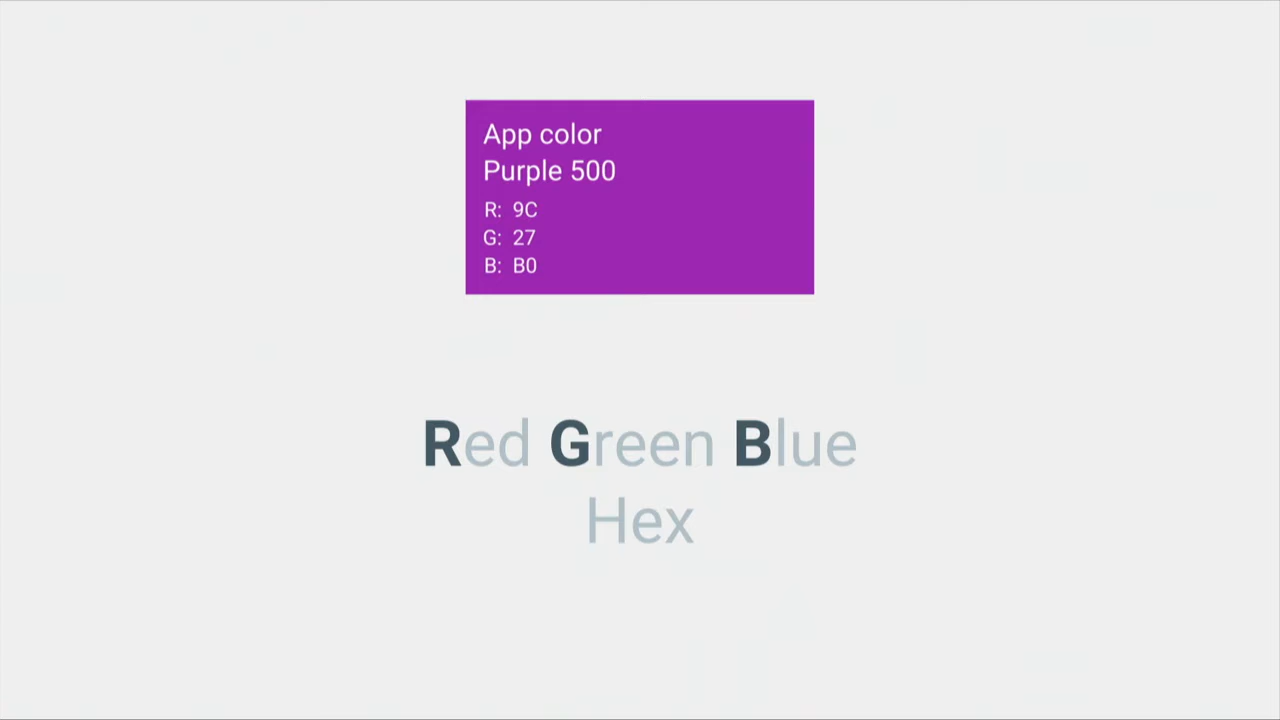 App color
Purple 500
R: 9C
G: 27
B: B0
Red Green Blue
Hex